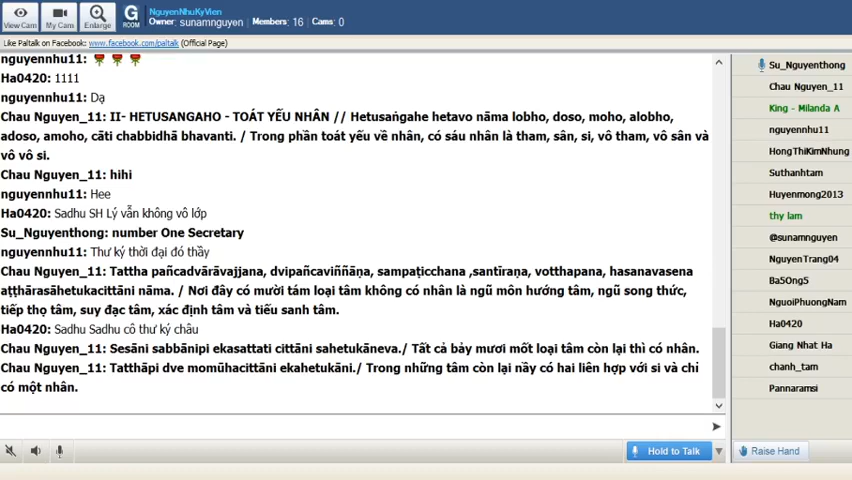 NguyenNhuKyVien
Owner: sunamnguyen Members: 16 Cams: 0
View Cam
My Cam
Enlarge
G
ROOM
Like Paltalk on Facebook: www.facebook.com/paltalk (Official Page)
nguyennhu11:
Ha0420: 1111
nguyennhu11: Dạ
Chau Nguyen_11: II- HETUSANGAHO - TOÁT YẾU NHÂN // Hetusaṅgahe hetavo nāma lobho, doso, moho, alobho,
adoso, amoho, cāti chabbidhā bhavanti. / Trong phần toát yếu về nhân, có sáu nhân là tham, sân, si, vô tham, vô sân và
vô vô si.
Chau Nguyen_11: hihi
nguyennhu11: Hee
Ha0420: Sadhu SH Lý vẫn không vô lớp
Su_Nguyenthong: number One Secretary
nguyennhu11: Thư ký thời đại đó thầy
Chau Nguyen_11: Tattha pañcadvārāvajjana, dvipañcaviññāṇa, sampaṭicchana ,santīraṇa, votthapana, hasanavasena
aṭṭhārasāhetukacittāni nāma. / Nơi đây có mười tám loại tâm không có nhân là ngũ môn hướng tâm, ngũ song thức,
tiếp thọ tâm, suy đạc tâm, xác định tâm và tiếu sanh tâm.
Ha0420: Sadhu Sadhu cô thư ký châu
Chau Nguyen_11: Sesāni sabbānipi ekasattati cittāni sahetukāneva./ Tất cả bảy mươi mốt loại tâm còn lại thì có nhân.
Chau Nguyen_11: Tatthāpi dve momūhacittāni ekahetukāni./ Trong những tâm còn lại nầy có hai liên hợp với si và chỉ
có một nhân.
Hold to Talk
Su_Nguyenthong
Chau Nguyen_11
King - Milanda A
nguyennhu11
HongThiKimNhung
Suthanhtam
Huyenmong2013
thy lam
@sunamnguyen
NguyenTrang04
Ba5Ong5
NguoiPhuongNam
Ha0420
Giang Nhat Ha
chanh_tam
Pannaramsi
Raise Hand